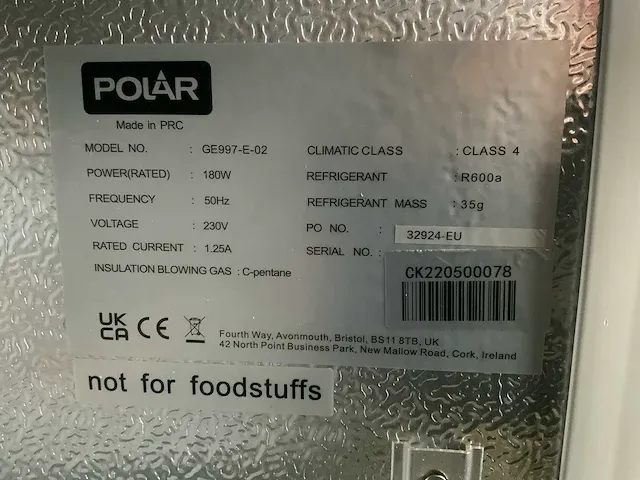 POLAR
Made in PRC
MODEL NO. : GE997-E-02
POWER(RATED) : 180W
FREQUENCY : 50Hz
VOLTAGE : 230V
RATED CURRENT : 1.25A
INSULATION BLOWING GAS : C-pentane
CLIMATIC CLASS : CLASS 4
REFRIGERANT : R600a
REFRIGERANT MASS : 35g
PO NO. : 32924-EU
SERIAL NO. :
CK220500078
UK
CA CE
Fourth Way, Avonmouth, Bristol, BS11 8TB, UK
42 North Point Business Park, New Mallow Road, Cork, Ireland
not for foodstuffs